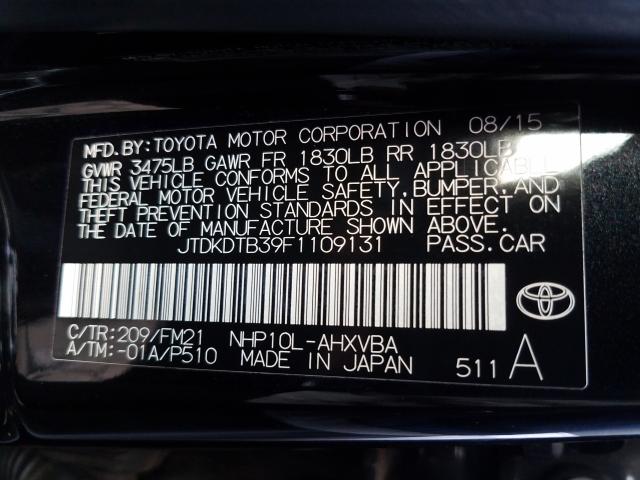 MFD.BY:TOYOTA MOTOR CORPORATION 08/15
GVWR 3475LB GAWR FR 1830LB RR 1830LB
THIS VEHICLE CONFORMS TO ALL APPLICABLE
FEDERAL MOTOR VEHICLE SAFETY,BUMPER,AND
THEFT PREVENTION STANDARDS IN EFFECT ON
THE DATE OF MANUFACTURE SHOWN ABOVE.
JTDKDTB39F1109131 PASS.CAR
C/TR:209/FM21 NHP10L-AHXVBA
A/TM:-01A/P510 MADE IN JAPAN 511 A